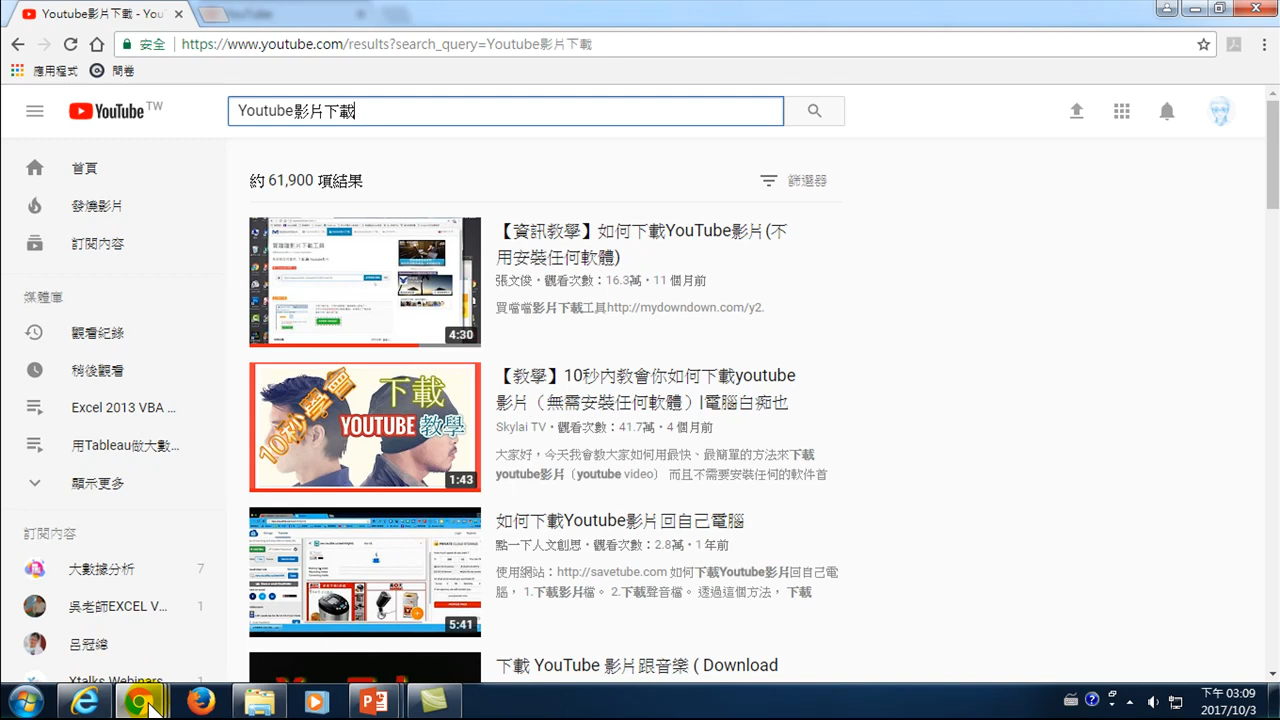 Youtube影片下載 - You
安全 https://www.youtube.com/results?search_query=Youtube影片下載
應用程式 問卷
YouTube TW
Youtube影片下載
首頁
發燒影片
訂閱內容
媒體庫
觀看紀錄
稍後觀看
Excel 2013 VBA ...
用Tableau做大數...
顯示更多
訂閱內容
大數據分析 7
吳老師EXCEL V... 1
呂冠緯
Xtalks Webinars
約 61,900 項結果
篩選器
4:30
【資訊教學】如何下載YouTube影片(不
用安裝任何軟體)
張文俊・觀看次數：16.3萬・11 個月前
買噹噹影片下載工具http://mydowndown.com/y2.
10秒學會
下載
YOUTUBE 教學
1:43
【教學】10秒內教會你如何下載youtube
影片（無需安裝任何軟體）|電腦白痴也
Skylai TV・觀看次數：41.7萬・4 個月前
大家好，今天我會教大家如何用最快、最簡單的方法來下載
youtube影片（youtube video） 而且不需要安裝任何的軟件首
5:41
如何下載Youtube影片回自己電腦
點一下人文創思・觀看次數：2.8萬・年前
使用網站：http://savetube.com 如何下載Youtube影片回自己電
腦， 1.下載影片檔。 2.下載聲音檔。 透過這個方法， 下載
下載 YouTube 影片跟音樂 ( Download
下午 03:09
2017/10/3